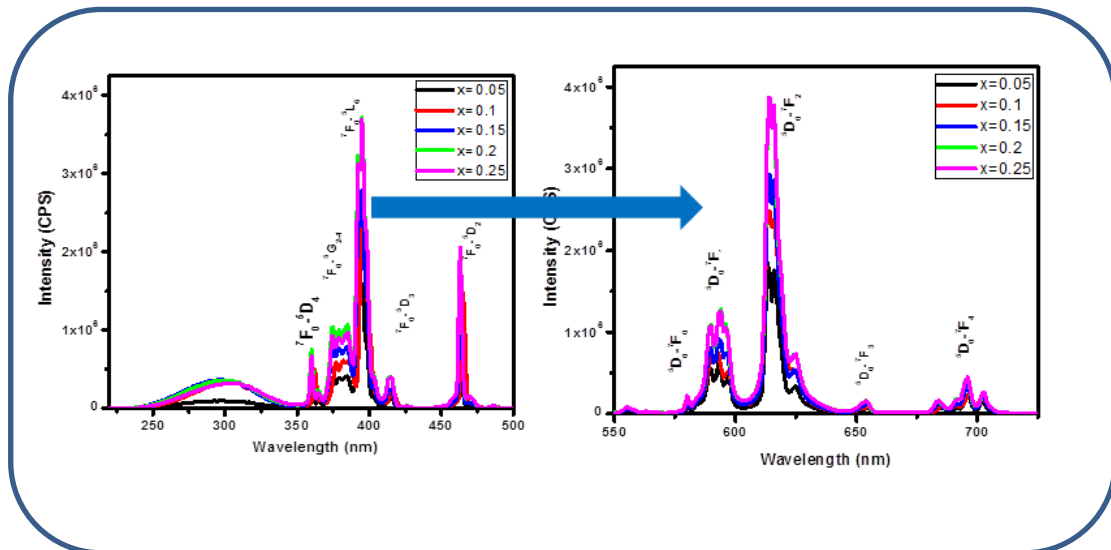 4x10⁶
3x10⁶
2x10⁶
1x10⁶
0
Intensity (CPS)
250 300 350 400 450 500
Wavelength (nm)
x=0.05
x=0.1
x=0.15
x=0.2
x=0.25
⁷F₀-⁵D₄
⁷F₀-⁵G₂₋₄
⁷F₀-⁵L₆
⁷F₀-⁵D₃
⁷F₀-⁵D₂
4x10⁶
3x10⁶
2x10⁶
1x10⁶
0
Intensity
550 600 650 700
Wavelength (nm)
x=0.05
x=0.1
x=0.15
x=0.2
x=0.25
⁵D₀-⁷F₀
⁵D₀-⁷F
⁵D₀-⁷F₂
⁵D₀-⁷F₃
⁵D₀-⁷F₄